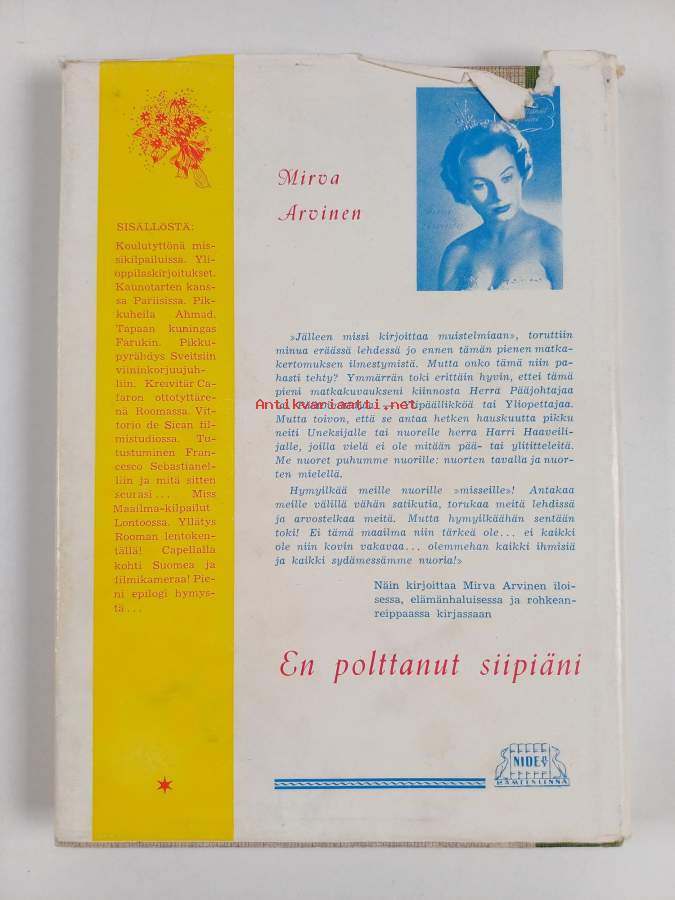 Mirva
Arvinen
SISÄLLÖSTÄ:
Koulutyttönä mis-
sikilpailuissa. Yli-
oppilaskirjoitukset.
Kaunotarten kans-
sa Pariisissa. Pik-
kuheila Ahmad.
Tapaan kuningas
Farukin. Pikku-
pyrähdys Sveitsiin
viininkorjuujuh-
liin. Kreivitär Ca-
faron ottotyttäre-
nä Roomassa. Vit-
torio de Sican fil-
mistudiossa. Tu-
tustuminen Fran-
cesco Sebastianel-
liin ja mitä sitten
seurasi... Miss
Maailma-kilpailut
Lontoossa. Yllätys
Rooman lentoken-
tällä! Capellalla
kohti Suomea ja
filmikameraa! Pie-
ni epilogi hymys-
tä...
»Jälleen missi kirjoittaa muistelmiaan», toruttiin
minua eräässä lehdessä jo ennen tämän pienen matka-
kertomuksen ilmestymistä. Mutta onko tämä niin pa-
hasti tehty? Ymmärrän toki erittäin hyvin, ettei tämä
pieni matkakuvaukseni kiinnosta Herra Pääjohtajaa
Antikvariaatti.net
tipäällikköä tai Yliopettajaa.
Mutta toivon, että se antaa hetken hauskuutta pikku
neiti Uneksijalle tai nuorelle herra Harri Haaveili-
jalle, joilla vielä ei ole mitään pää- tai ylititteleitä.
Me nuoret puhumme nuorille: nuorten tavalla ja nuor-
ten mielellä.
Hymyilkää meille nuorille »misseille»! Antakaa
meille välillä vähän satikutia, torukaa meitä lehdissä
ja arvostelkaa meitä. Mutta hymyilkäähän sentään
toki! Ei tämä maailma niin tärkeä ole... ei kaikki
ole niin kovin vakavaa... olemmehan kaikki ihmisiä
ja kaikki sydämessämme nuoria!»
Näin kirjoittaa Mirva Arvinen iloi-
sessa, elämänhaluisessa ja rohkean-
reippaassa kirjassaan
En polttanut siipiäni
NIDE OY
HÄMEENLINNA